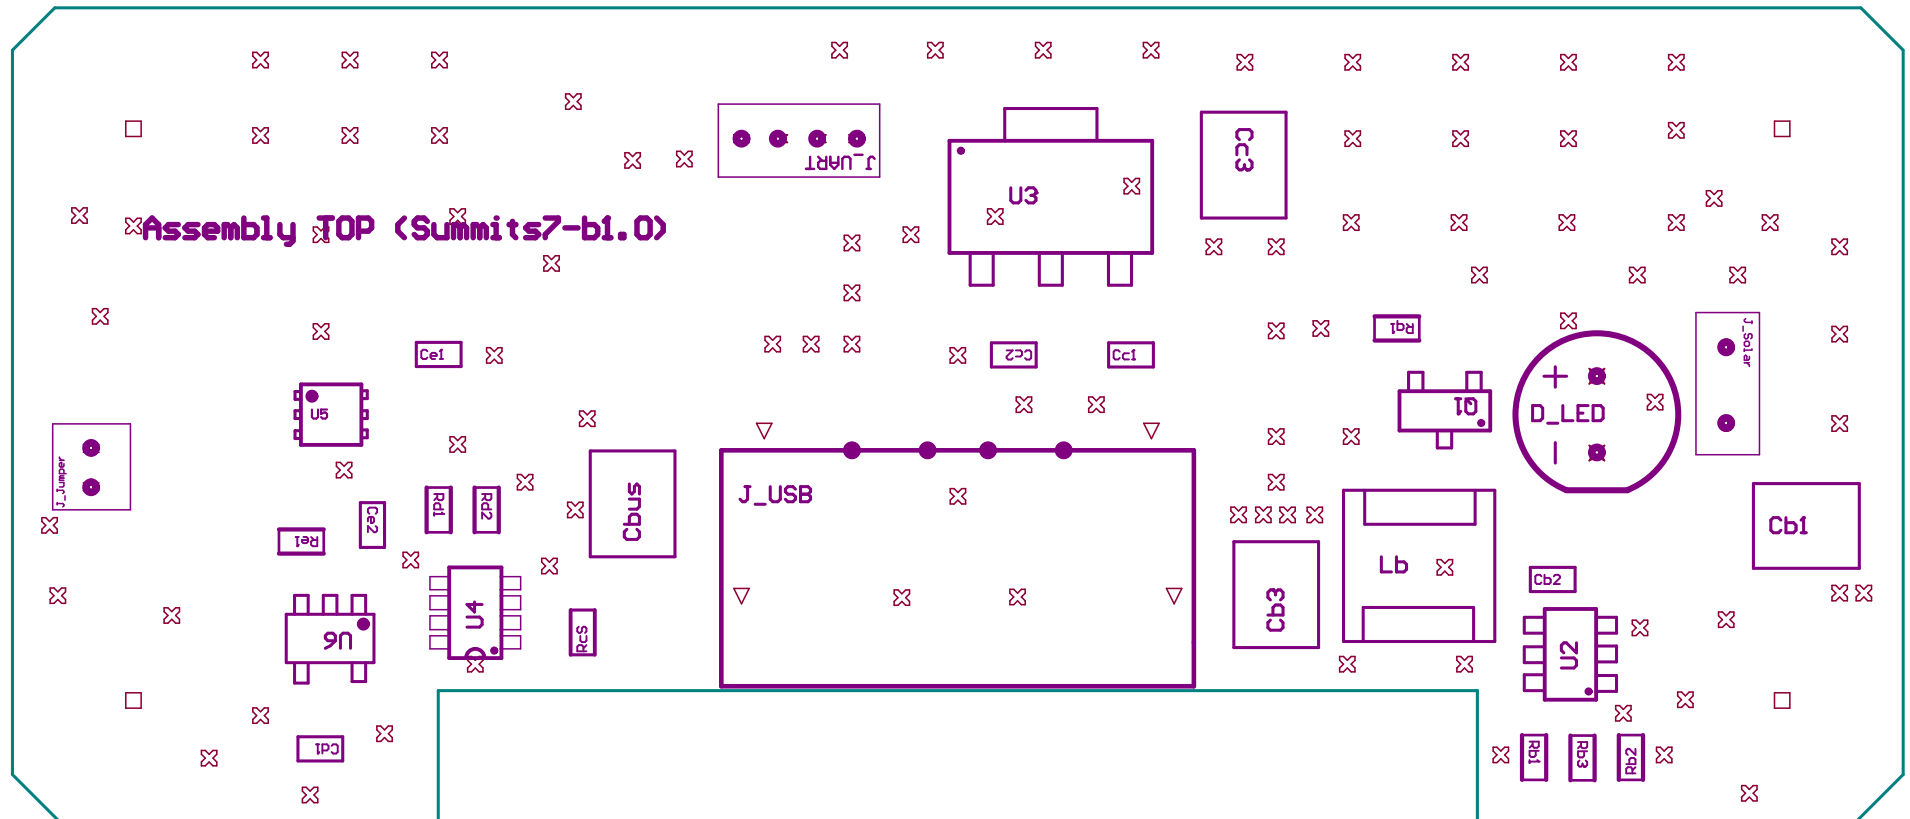 J_UART
Cc3
U3
Assembly TOP (Summits7-b1.0)
Rq1
J_Solar
Ce1
Cc2
Cc1
U5
Q1
+
D_LED
-
J_Jumper
Rd1
Rd2
Ce2
Cbus
J_USB
Cb1
Re1
Lb
Cb2
U4
Cb3
U6
RcS
U2
Cd1
Rb1
Rb3
Rb2